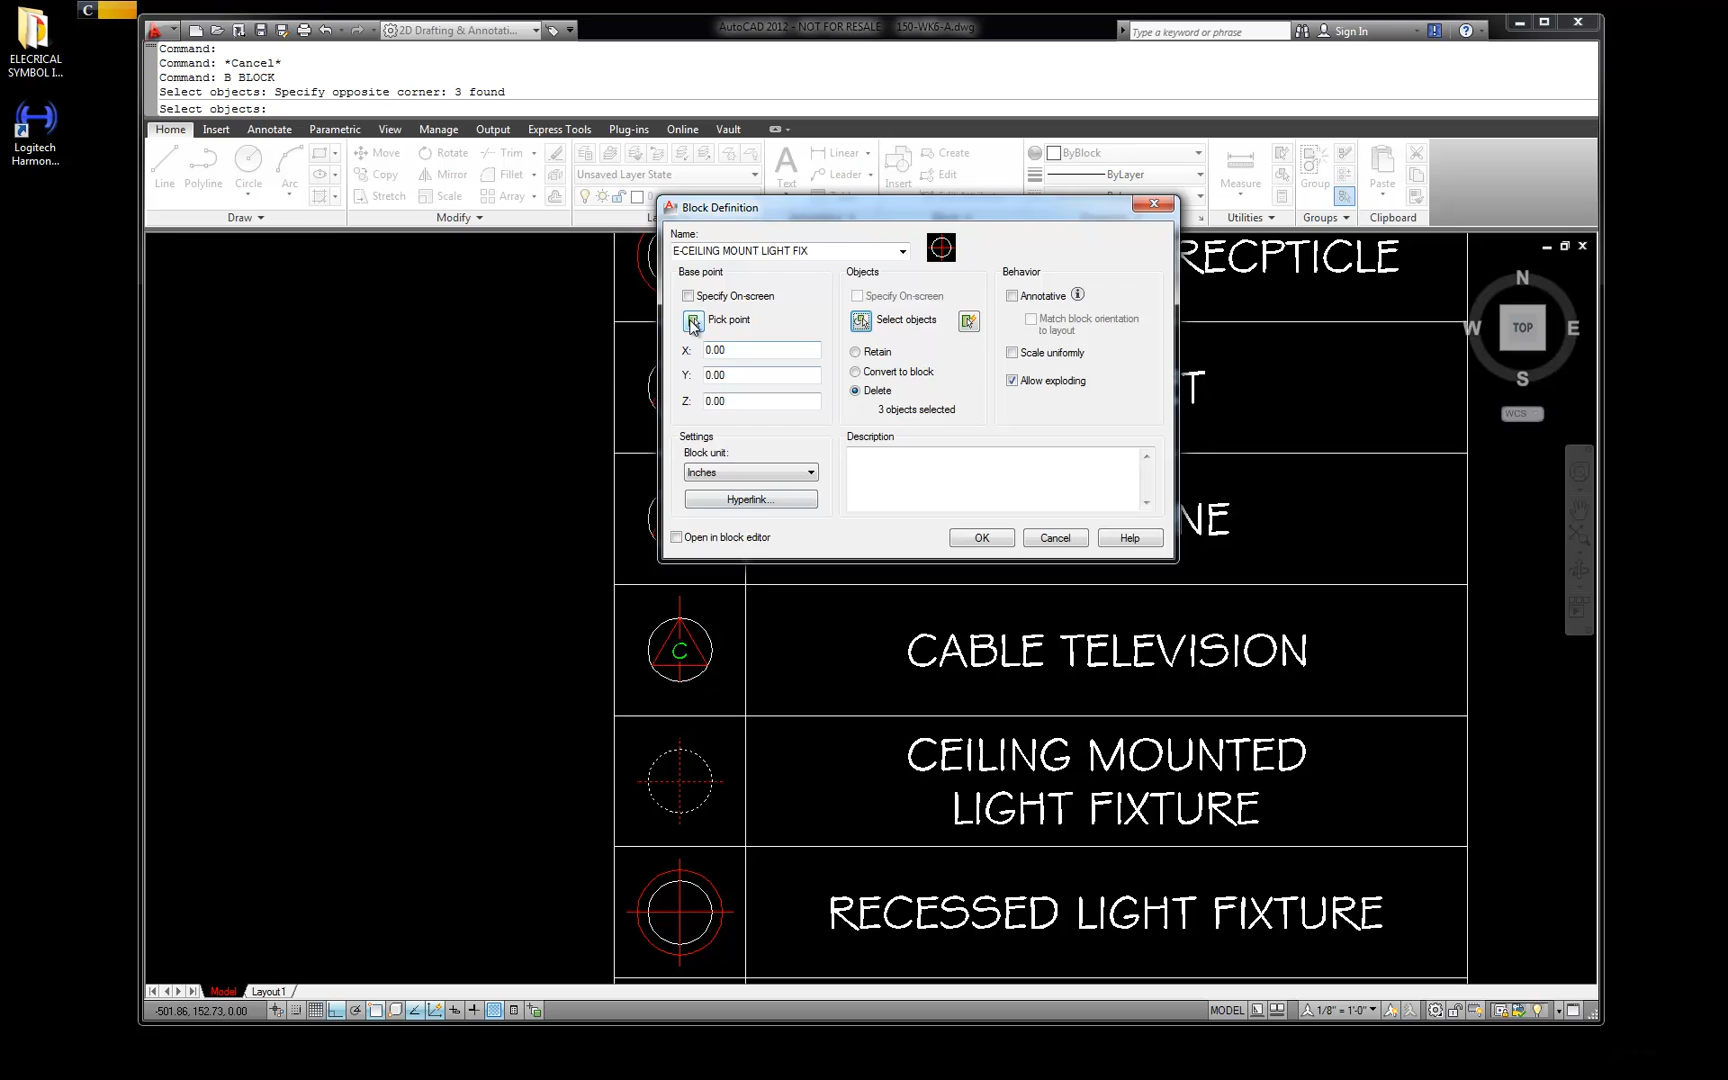 C
ELECRICAL
SYMBOL I...
Logitech
Harmon...
2D Drafting & Annotati...
AutoCAD 2012 - NOT FOR RESALE 150-WK6-A.dwg
Type a keyword or phrase
Sign In
Command:
Command: *Cancel*
Command: B BLOCK
Select objects: Specify opposite corner: 3 found
Select objects:
Home Insert Annotate Parametric View Manage Output Express Tools Plug-ins Online Vault
Line Polyline Circle Arc
Move Rotate Trim
Copy Mirror Fillet
Stretch Scale Array
Draw Modify
Unsaved Layer State
0
Text
Linear
Leader
Insert
Create
Edit
ByBlock
ByLayer
Measure
Group
Paste
Utilities Groups Clipboard
Block Definition
Name:
E-CEILING MOUNT LIGHT FIX
Base point
Specify On-screen
Pick point
X: 0.00
Y: 0.00
Z: 0.00
Objects
Specify On-screen
Select objects
Retain
Convert to block
Delete
3 objects selected
Behavior
Annotative
Match block orientation
to layout
Scale uniformly
Allow exploding
Settings
Block unit:
Inches
Hyperlink...
Description
Open in block editor
OK Cancel Help
RECPTICLE
T
NE
C
CABLE TELEVISION
CEILING MOUNTED
LIGHT FIXTURE
RECESSED LIGHT FIXTURE
N
W TOP E
S
WCS
Model Layout1
-501.86, 152.73, 0.00
MODEL
1/8" = 1'-0"